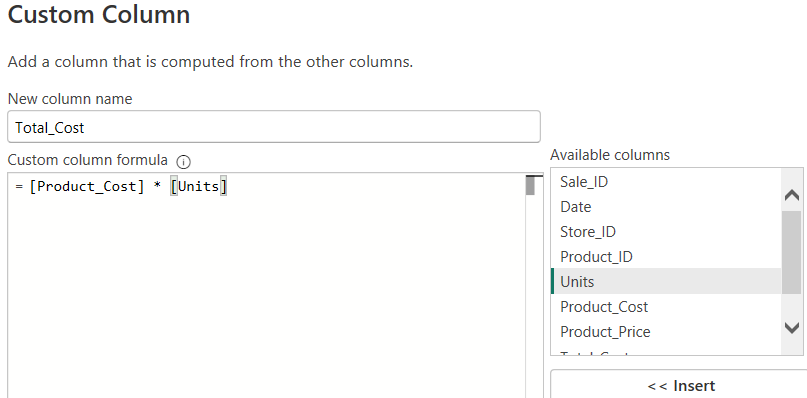 Custom Column
Add a column that is computed from the other columns.
New column name
Total_Cost
Custom column formula
= [Product_Cost] * [Units]
Available columns
Sale_ID
Date
Store_ID
Product_ID
Units
Product_Cost
Product_Price
<< Insert